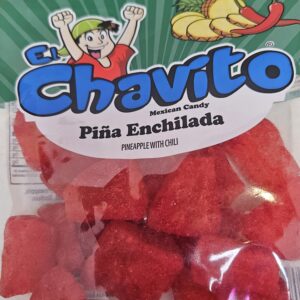 El
Chavito®
Mexican Candy
Piña Enchilada
PINEAPPLE WITH CHILI